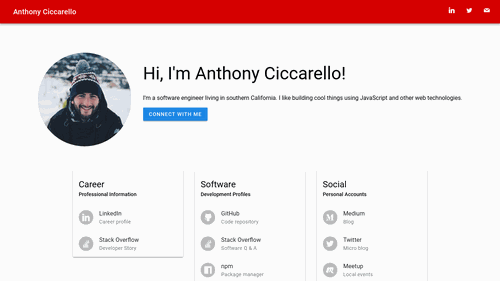 Anthony Ciccarello
Hi, I'm Anthony Ciccarello!
I'm a software engineer living in southern California. I like building cool things using JavaScript and other web technologies.
CONNECT WITH ME
Career
Professional Information
LinkedIn
Career profile
Stack Overflow
Developer Story
Software
Development Profiles
GitHub
Code repository
Stack Overflow
Software Q & A
npm
Package manager
Social
Personal Accounts
Medium
Blog
Twitter
Micro blog
Meetup
Local events